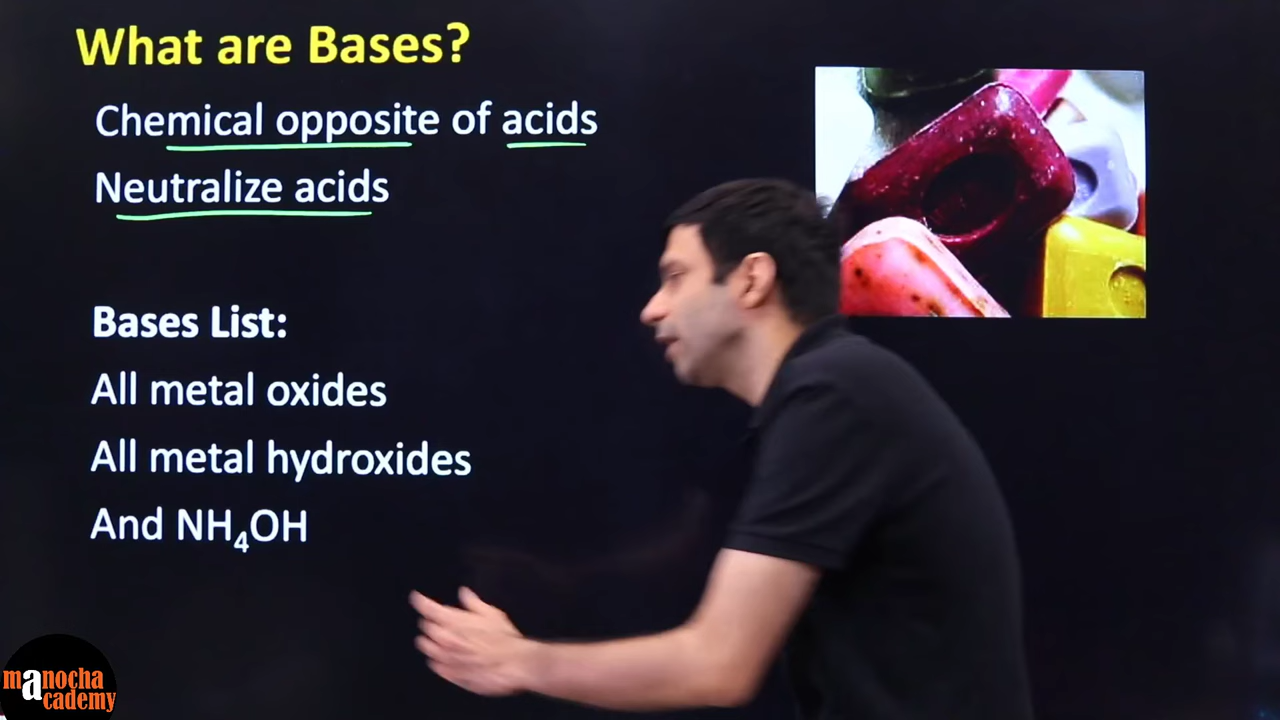 What are Bases?
Chemical opposite of acids
Neutralize acids
Bases List:
All metal oxides
All metal hydroxides
And NH₄OH
manocha
academy